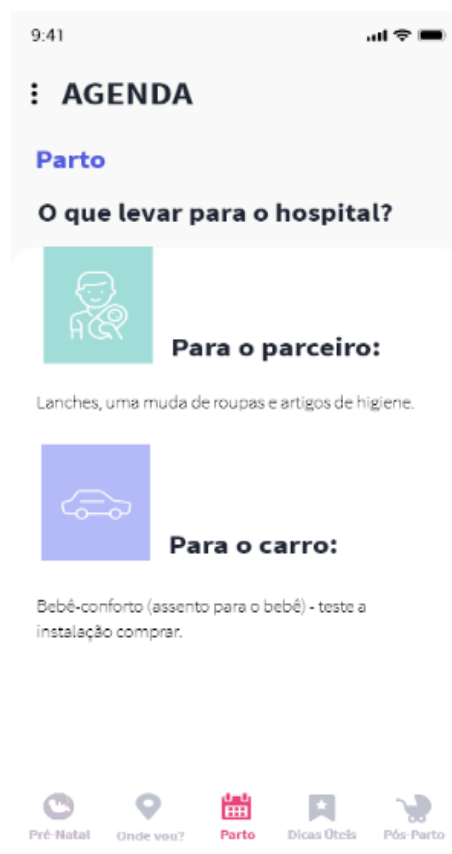 9:41
AGENDA
Parto
O que levar para o hospital?
Para o parceiro:
Lanches, uma muda de roupas e artigos de higiene.
Para o carro:
Bebê-conforto (assento para o bebê) - teste a
instalação comprar.
Pré-Natal Onde vou? Parto Dicas Úteis Pós-Parto